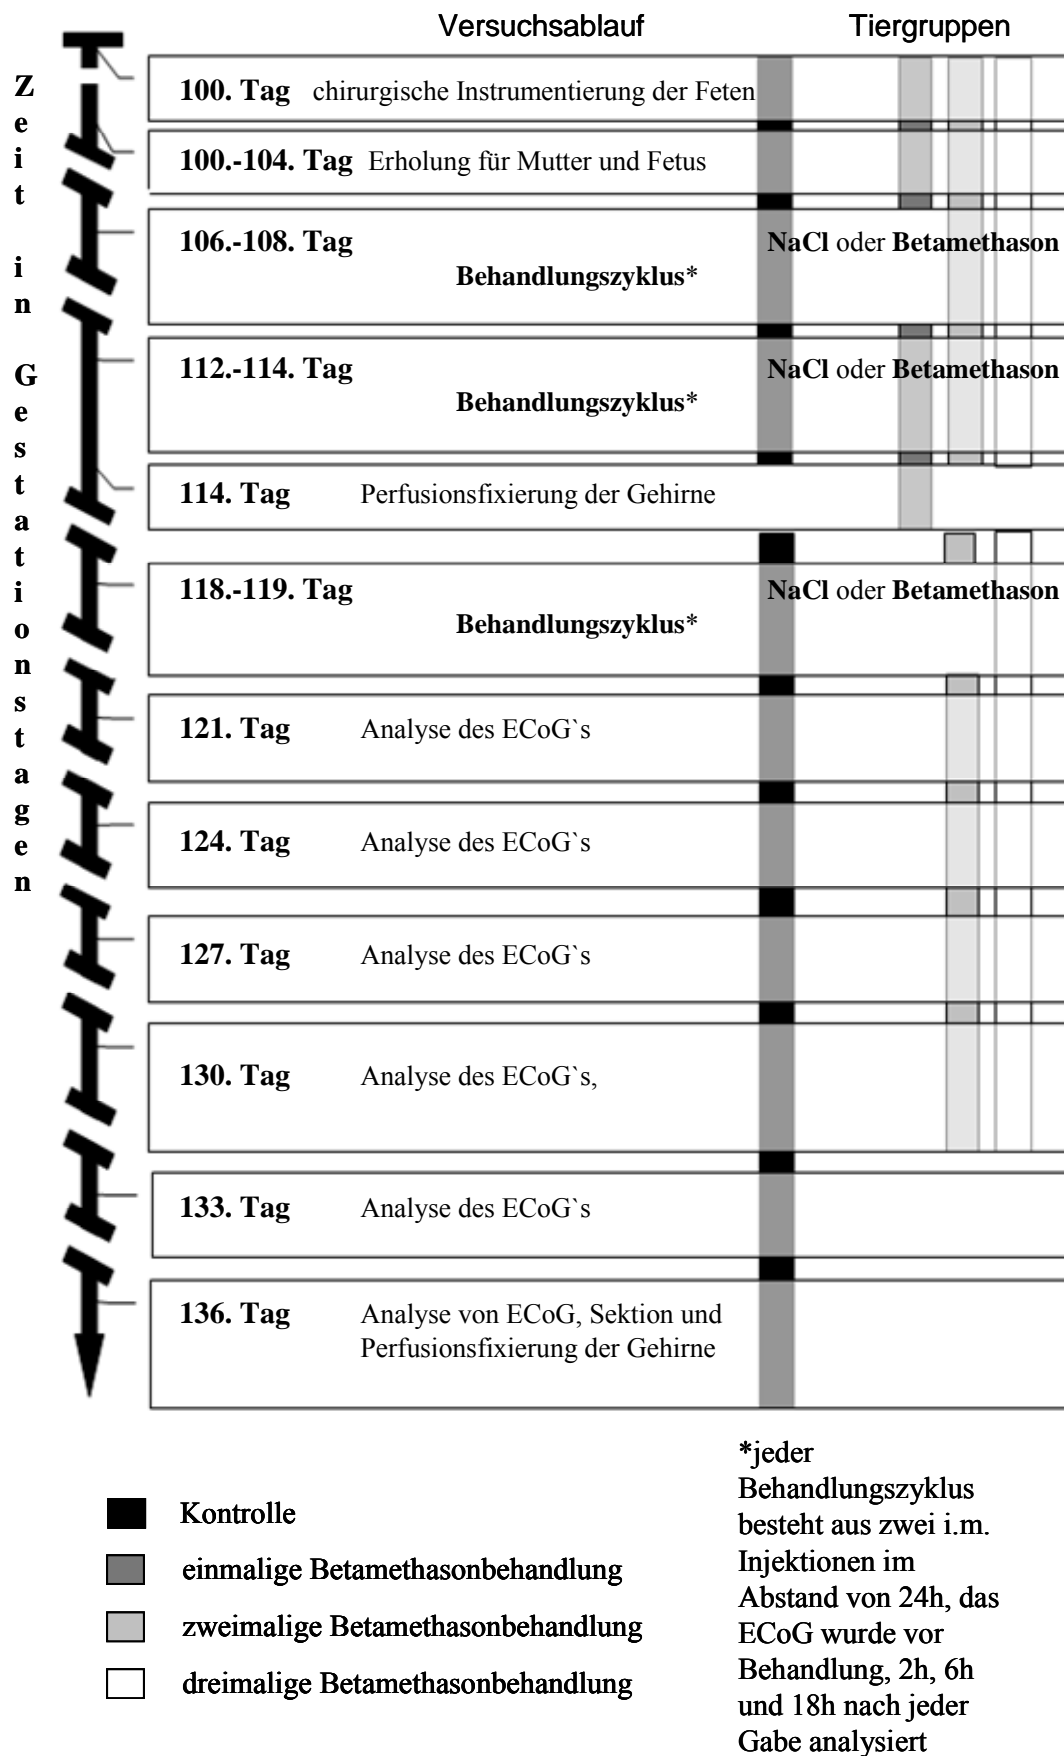 Versuchsablauf Tiergruppen
Zeit in Gestationstagen
100. Tag chirurgische Instrumentierung der Feten
100.-104. Tag Erholung für Mutter und Fetus
106.-108. Tag NaCl oder Betamethason
Behandlungszyklus*
112.-114. Tag NaCl oder Betamethason
Behandlungszyklus*
114. Tag Perfusionsfixierung der Gehirne
118.-119. Tag NaCl oder Betamethason
Behandlungszyklus*
121. Tag Analyse des ECoG`s
124. Tag Analyse des ECoG`s
127. Tag Analyse des ECoG`s
130. Tag Analyse des ECoG`s,
133. Tag Analyse des ECoG`s
136. Tag Analyse von ECoG, Sektion und
Perfusionsfixierung der Gehirne
Kontrolle
einmalige Betamethasonbehandlung
zweimalige Betamethasonbehandlung
dreimalige Betamethasonbehandlung
*jeder
Behandlungszyklus
besteht aus zwei i.m.
Injektionen im
Abstand von 24h, das
ECoG wurde vor
Behandlung, 2h, 6h
und 18h nach jeder
Gabe analysiert